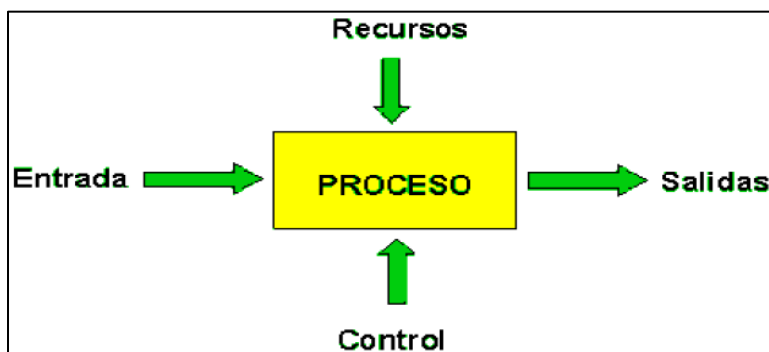 Recursos
Entrada
PROCESO
Salidas
Control